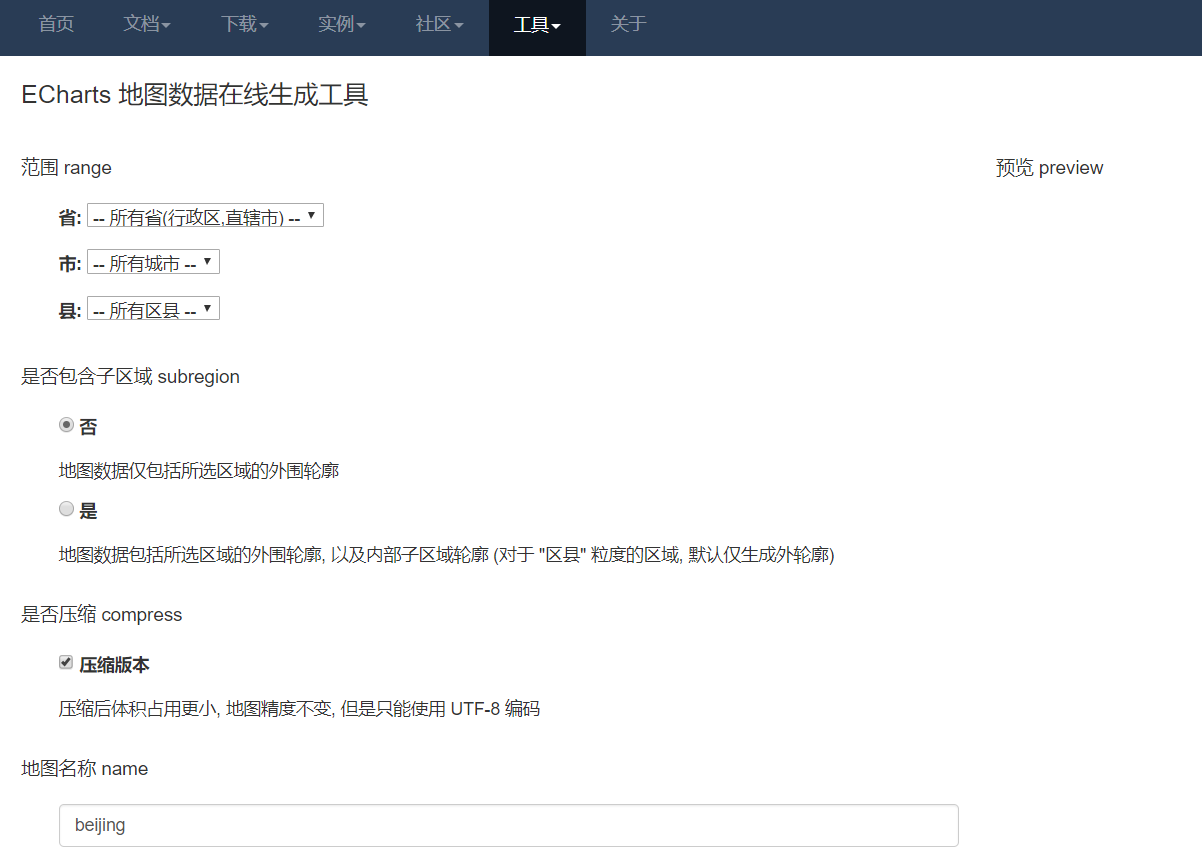 首页 文档 下载 实例 社区 工具 关于
ECharts 地图数据在线生成工具
范围 range
预览 preview
省: -- 所有省(行政区,直辖市) --
市: -- 所有城市 --
县: -- 所有区县 --
是否包含子区域 subregion
否
地图数据仅包括所选区域的外围轮廓
是
地图数据包括所选区域的外围轮廓, 以及内部子区域轮廓 (对于 "区县" 粒度的区域, 默认仅生成外轮廓)
是否压缩 compress
压缩版本
压缩后体积占用更小, 地图精度不变, 但是只能使用 UTF-8 编码
地图名称 name
beijing